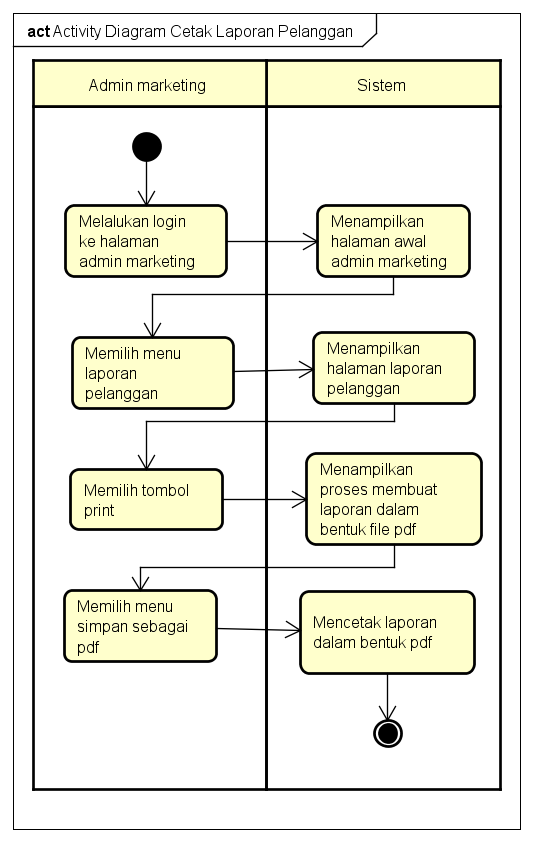 act Activity Diagram Cetak Laporan Pelanggan
Admin marketing
Sistem
Melalukan login
ke halaman
admin marketing
Menampilkan
halaman awal
admin marketing
Memilih menu
laporan
pelanggan
Menampilkan
halaman laporan
pelanggan
Memilih tombol
print
Menampilkan
proses membuat
laporan dalam
bentuk file pdf
Memilih menu
simpan sebagai
pdf
Mencetak laporan
dalam bentuk pdf